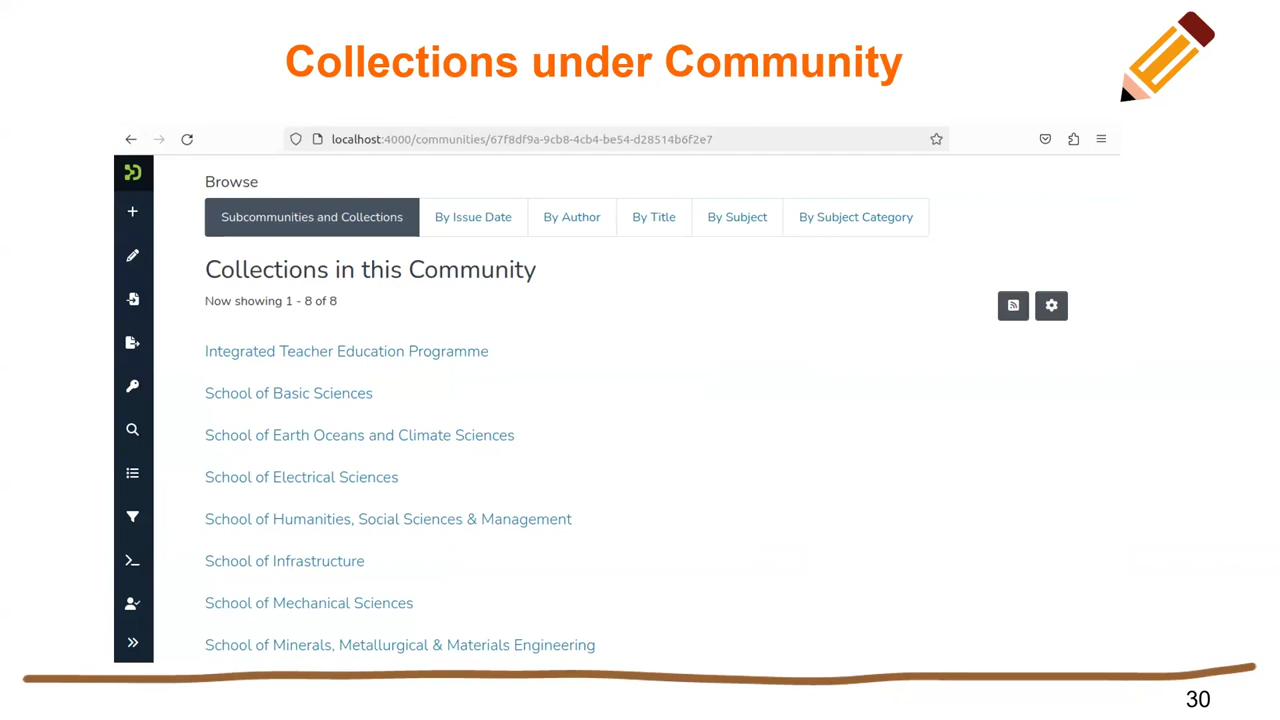 Collections under Community
localhost:4000/communities/67f8df9a-9cb8-4cb4-be54-d28514b6f2e7
Browse
Subcommunities and Collections By Issue Date By Author By Title By Subject By Subject Category
Collections in this Community
Now showing 1 - 8 of 8
Integrated Teacher Education Programme
School of Basic Sciences
School of Earth Oceans and Climate Sciences
School of Electrical Sciences
School of Humanities, Social Sciences & Management
School of Infrastructure
School of Mechanical Sciences
School of Minerals, Metallurgical & Materials Engineering
30